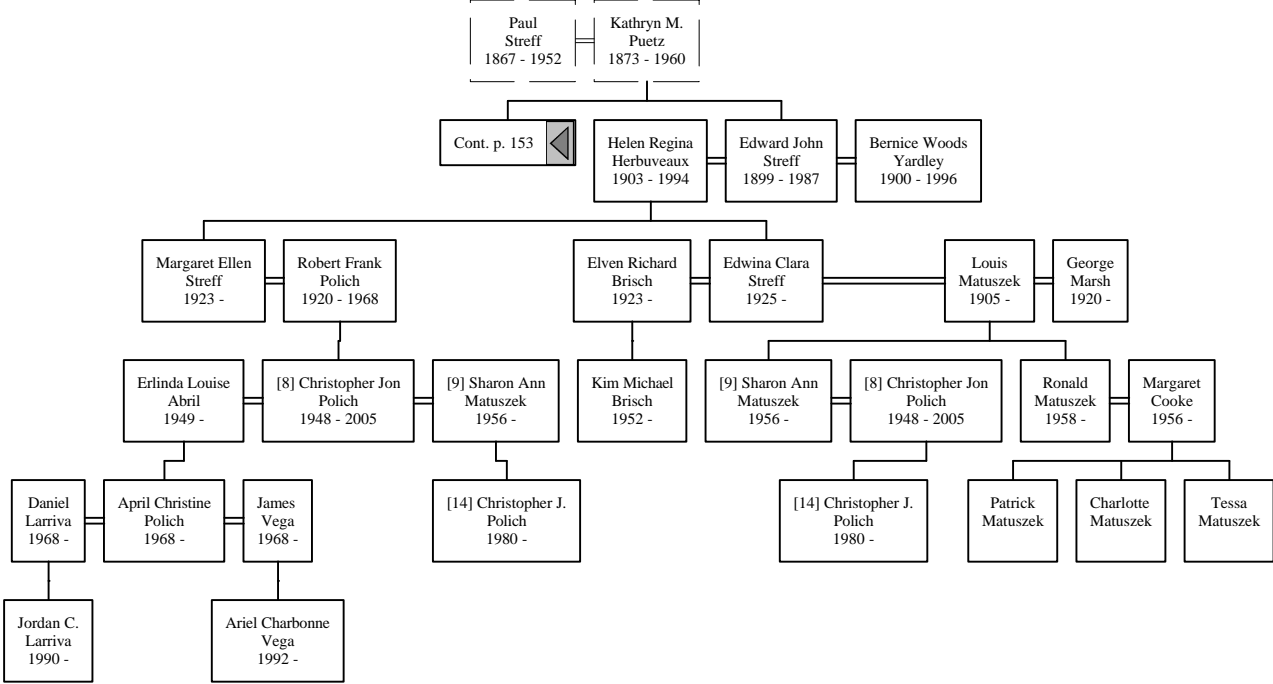 Paul
Streff
1867 - 1952
Kathryn M.
Puetz
1873 - 1960
Cont. p. 153
Helen Regina
Herbuveaux
1903 - 1994
Edward John
Streff
1899 - 1987
Bernice Woods
Yardley
1900 - 1996
Margaret Ellen
Streff
1923 -
Robert Frank
Polich
1920 - 1968
Elven Richard
Brisch
1923 -
Edwina Clara
Streff
1925 -
Louis
Matuszek
1905 -
George
Marsh
1920 -
Erlinda Louise
Abril
1949 -
[8] Christopher Jon
Polich
1948 - 2005
[9] Sharon Ann
Matuszek
1956 -
Kim Michael
Brisch
1952 -
[9] Sharon Ann
Matuszek
1956 -
[8] Christopher Jon
Polich
1948 - 2005
Ronald
Matuszek
1958 -
Margaret
Cooke
1956 -
Daniel
Larriva
1968 -
April Christine
Polich
1968 -
James
Vega
1968 -
[14] Christopher J.
Polich
1980 -
[14] Christopher J.
Polich
1980 -
Patrick
Matuszek
Charlotte
Matuszek
Tessa
Matuszek
Jordan C.
Larriva
1990 -
Ariel Charbonne
Vega
1992 -